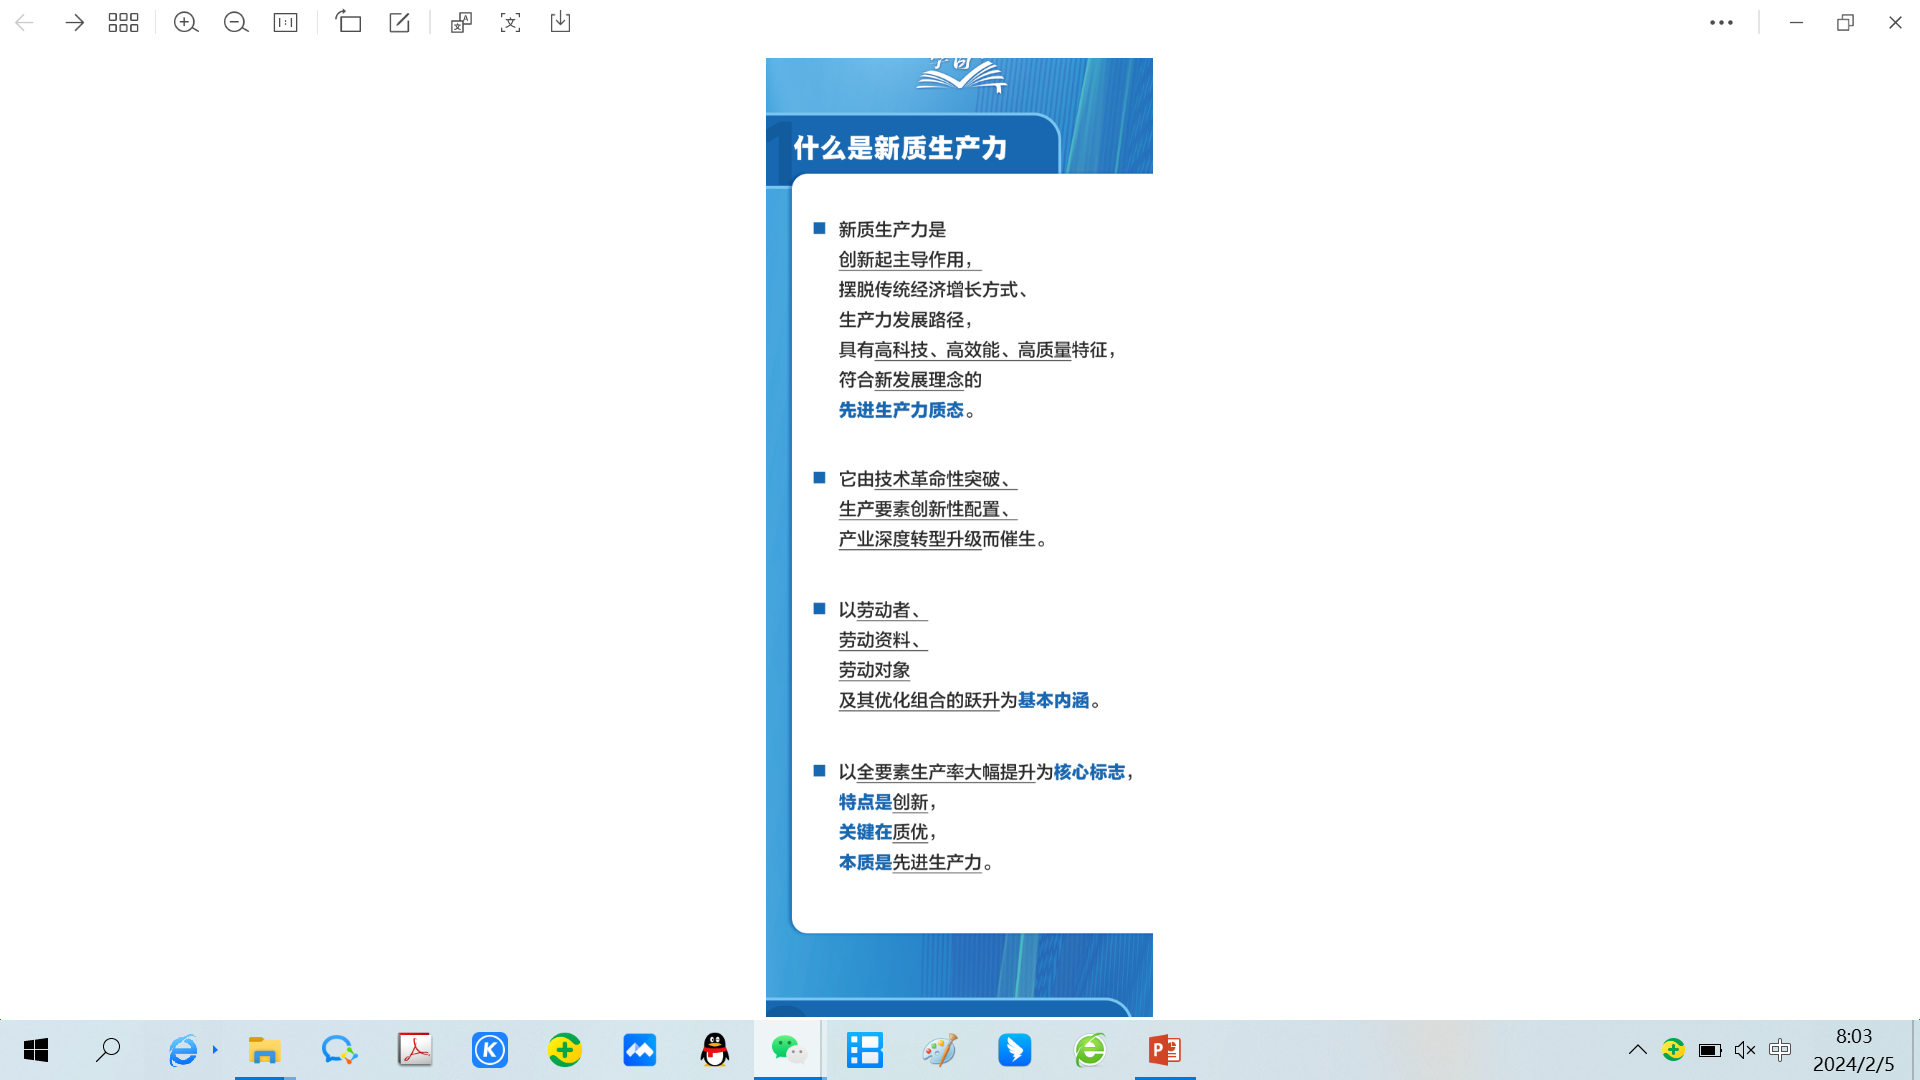 什么是新质生产力
新质生产力是
创新起主导作用，
摆脱传统经济增长方式、
生产力发展路径，
具有高科技、高效能、高质量特征，
符合新发展理念的
先进生产力质态。
它由技术革命性突破、
生产要素创新性配置、
产业深度转型升级而催生。
以劳动者、
劳动资料、
劳动对象
及其优化组合的跃升为基本内涵。
以全要素生产率大幅提升为核心标志，
特点是创新，
关键在质优，
本质是先进生产力。
中
8:03
2024/2/5